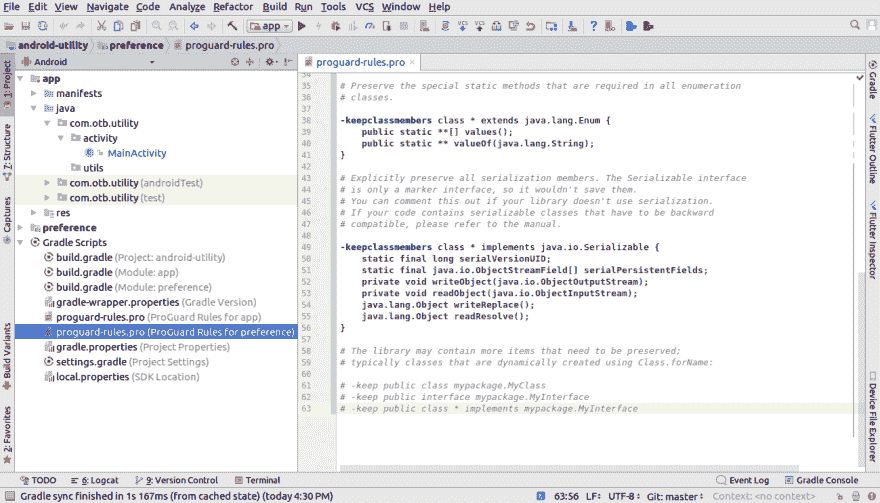 File Edit View Navigate Code Analyze Refactor Build Run Tools VCS Window Help
app
android-utility preference proguard-rules.pro
Android
proguard-rules.pro
1: Project
7: Structure
Captures
Build Variants
2: Favorites
app
manifests
java
com.otb.utility
activity
MainActivity
utils
com.otb.utility (androidTest)
com.otb.utility (test)
res
preference
Gradle Scripts
build.gradle (Project: android-utility)
build.gradle (Module: app)
build.gradle (Module: preference)
gradle-wrapper.properties (Gradle Version)
proguard-rules.pro (ProGuard Rules for app)
proguard-rules.pro (ProGuard Rules for preference)
gradle.properties (Project Properties)
settings.gradle (Project Settings)
local.properties (SDK Location)
34
35 # Preserve the special static methods that are required in all enumeration
36 # classes.
37
38 -keepclassmembers class * extends java.lang.Enum {
39 public static **[] values();
40 public static ** valueOf(java.lang.String);
41 }
42
43 # Explicitly preserve all serialization members. The Serializable interface
44 # is only a marker interface, so it wouldn't save them.
45 # You can comment this out if your library doesn't use serialization.
46 # If your code contains serializable classes that have to be backward
47 # compatible, please refer to the manual.
48
49 -keepclassmembers class * implements java.io.Serializable {
50 static final long serialVersionUID;
51 static final java.io.ObjectStreamField[] serialPersistentFields;
52 private void writeObject(java.io.ObjectOutputStream);
53 private void readObject(java.io.ObjectInputStream);
54 java.lang.Object writeReplace();
55 java.lang.Object readResolve();
56 }
57
58 # The library may contain more items that need to be preserved;
59 # typically classes that are dynamically created using Class.forName:
60
61 # -keep public class mypackage.MyClass
62 # -keep public interface mypackage.MyInterface
63 # -keep public class * implements mypackage.MyInterface
Gradle
Flutter Outline
Flutter Inspector
Device File Explorer
TODO 6: Logcat 9: Version Control Terminal Event Log Gradle Console
Gradle sync finished in 1s 167ms (from cached state) (today 4:30 PM) 63:56 LF÷ UTF-8÷ Git: master÷ Context: <no context>